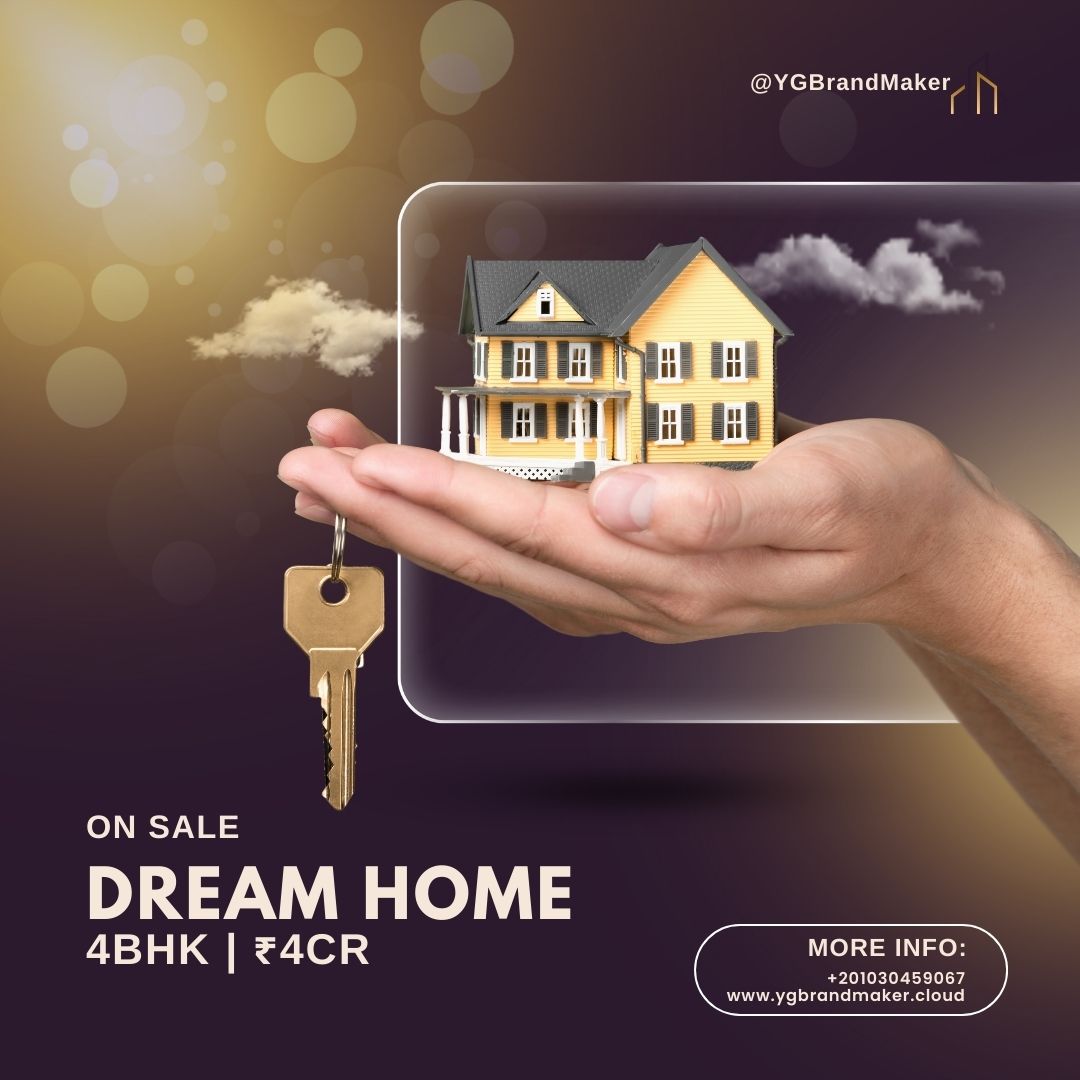 @YGBrandMaker
ON SALE
DREAM HOME
4BHK | ₹4CR
MORE INFO:
+201030459067
www.ygbrandmaker.cloud